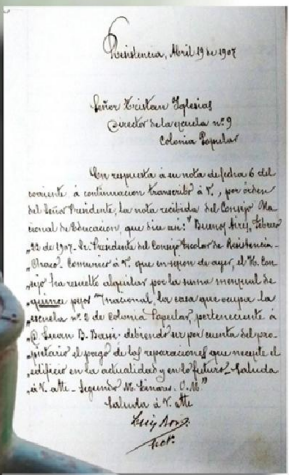 Resistencia, Abril 19 de 1907
Señor Tristan Yglesias
Director de la escuela nº 9
Colonia Popular
En respuesta á su nota de fecha 6 del
corriente á continuacion transcribo á V., por órden
del Señor Presidente, la nota recibida del Consejo Na-
cional de Educacion, que dice asi: "Buenos Aires, Febrero
22 de 1907. Sr. Presidente del Consejo Escolar de Resistencia -
"Chaco. Comunico á V. que en sesion de ayer, el H. Con-
sejo ha resuelto alquilar por la suma mensual de
quince pesos m/nacional, la casa que ocupa la
escuela nº 8 de Colonia Popular, perteneciente á
D. Juan B. debiendo ser por cuenta del pro-
pietario el pago de las reparaciones que necesite el
edificio en la actualidad y en lo futuro. Saluda
á V. atte - Segundo M. Linares. O. M."
Saluda á V. atte
Luis